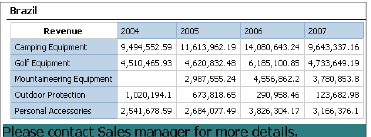 Brazil
Revenue 2004 2005 2006 2007
Camping Equipment 9,494,552.59 11,613,962.19 14,080,643.24 9,643,337.16
Golf Equipment 4,510,465.93 4,620,832.48 6,185,100.85 4,733,649.19
Mountaineering Equipment 2,987,555.24 4,556,862.2 3,780,853.8
Outdoor Protection 1,020,194.1 673,818.65 290,958.46 123,682.98
Personal Accessories 2,541,678.59 2,684,077.49 3,826,304.17 3,166,376.1
Please contact Sales manager for more details.